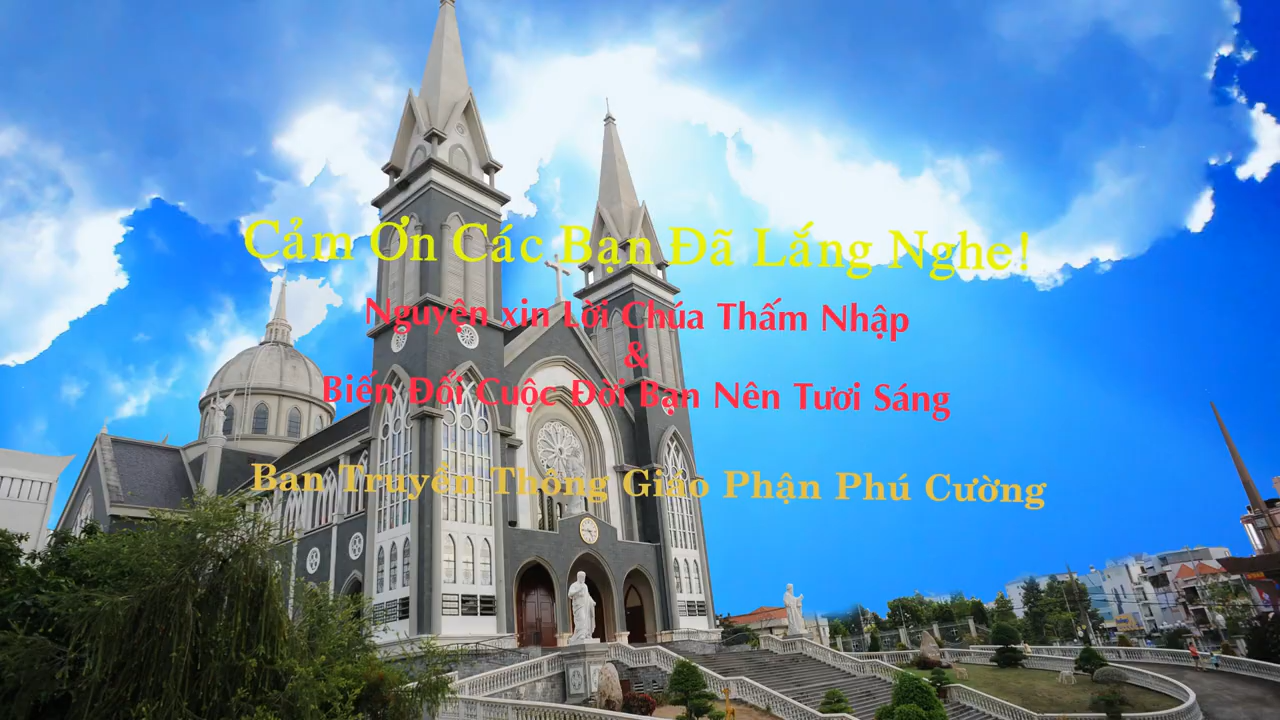 Cảm Ơn Các Bạn Đã Lắng Nghe!
Nguyện xin Lời Chúa Thấm Nhập
&
Biến Đổi Cuộc Đời Bạn Nên Tươi Sáng
Ban Truyền Thông Giáo Phận Phú Cường